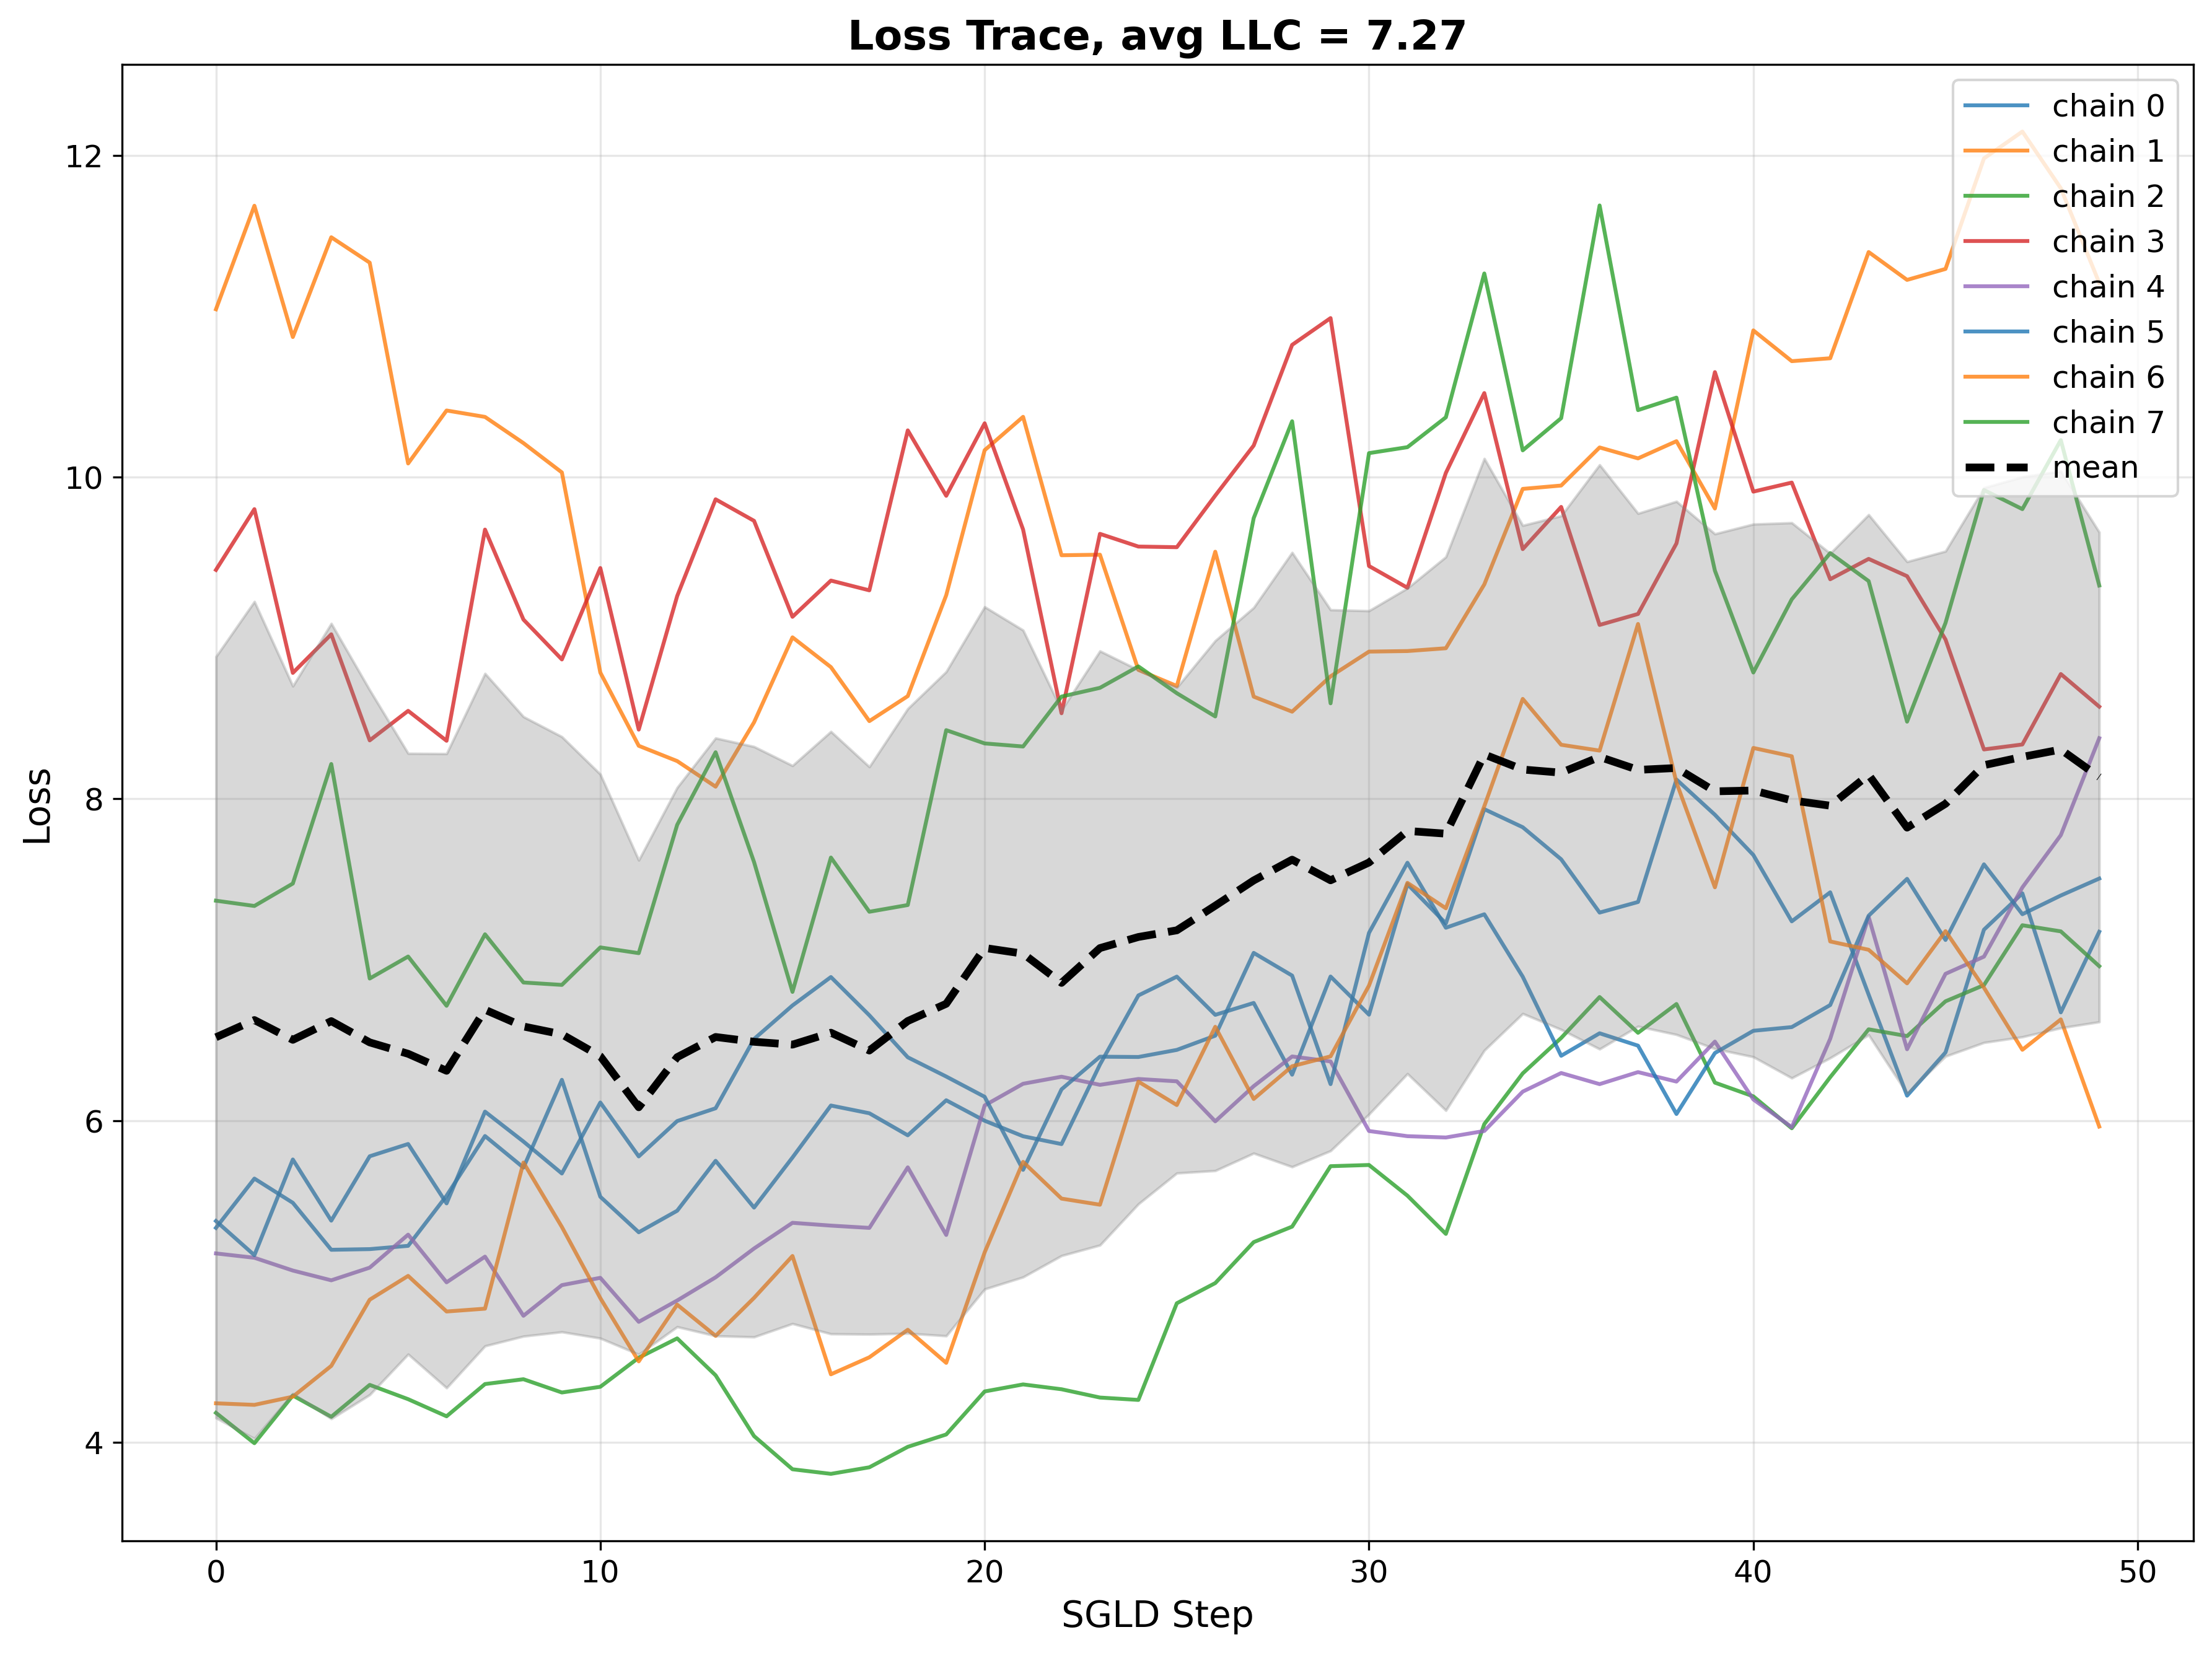 Loss Trace, avg LLC = 7.27
chain 0
chain 1
chain 2
chain 3
chain 4
chain 5
chain 6
chain 7
mean
12
10
8
6
4
Loss
0 10 20 30 40 50
SGLD Step